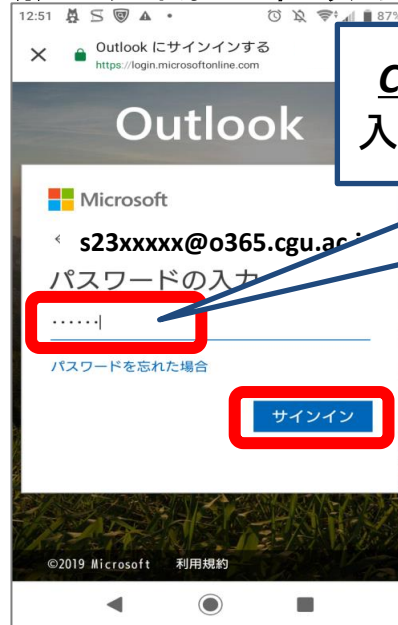 12:51
87%
Outlook にサインインする
https://login.microsoftonline.com
Outlook
入
Microsoft
s23xxxxx@o365.cgu.ac.j
パスワードの入力
パスワードを忘れた場合
サインイン
©2019 Microsoft 利用規約